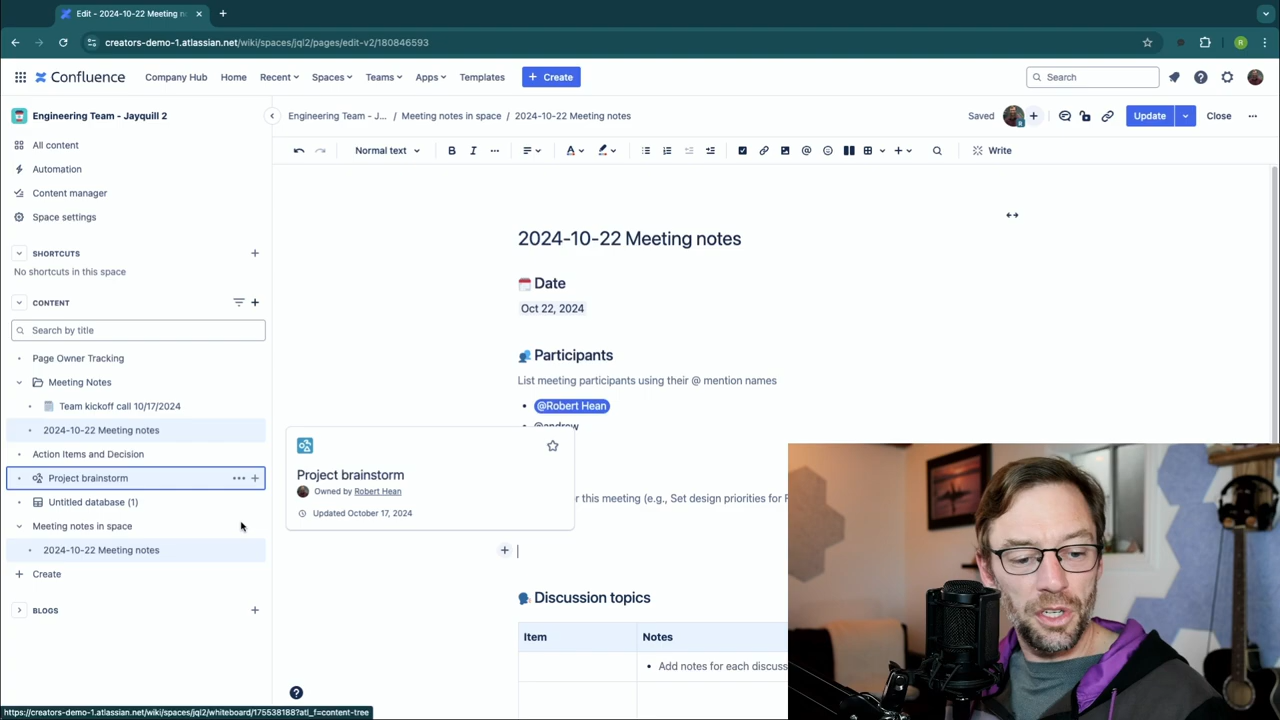 Edit - 2024-10-22 Meeting n
creators-demo-1.atlassian.net/wiki/spaces/jql2/pages/edit-v2/180846593
R
Confluence
Company Hub
Home
Recent
Spaces
Teams
Apps
Templates
+ Create
Search
Engineering Team - Jayquill 2
Engineering Team - J... / Meeting notes in space / 2024-10-22 Meeting notes
Saved
Update
Close
All content
Normal text
B
I
A
Write
Automation
Content manager
Space settings
SHORTCUTS
No shortcuts in this space
CONTENT
Search by title
Page Owner Tracking
Meeting Notes
Team kickoff call 10/17/2024
2024-10-22 Meeting notes
Action Items and Decision
Project brainstorm
Untitled database (1)
Meeting notes in space
2024-10-22 Meeting notes
Create
BLOGS
2024-10-22 Meeting notes
Date
Oct 22, 2024
Participants
List meeting participants using their @ mention names
• @Robert Hean
• @andrew
Project brainstorm
Owned by Robert Hean
Updated October 17, 2024
r this meeting (e.g., Set design priorities for F
Discussion topics
Item
Notes
• Add notes for each discuss
https://creators-demo-1.atlassian.net/wiki/spaces/jql2/whiteboard/175538188?atl_f=content-tree